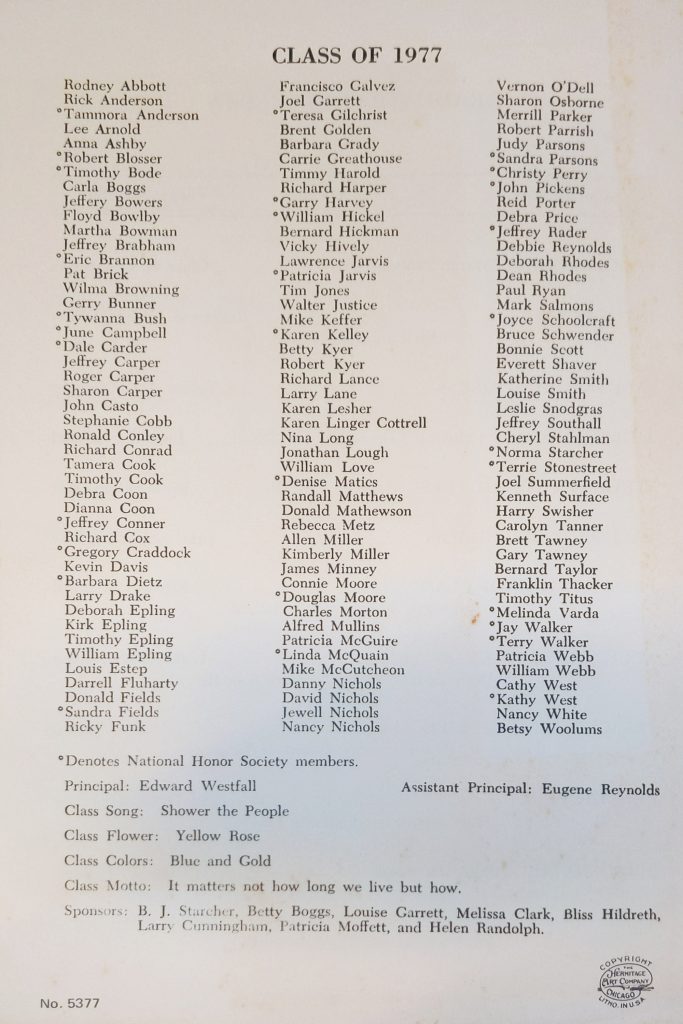 CLASS OF 1977
Rodney Abbott
Rick Anderson
°Tammora Anderson
Lee Arnold
Anna Ashby
°Robert Blosser
°Timothy Bode
Carla Boggs
Jeffery Bowers
Floyd Bowlby
Martha Bowman
Jeffrey Brabham
°Eric Brannon
Pat Brick
Wilma Browning
Gerry Bunner
°Tywanna Bush
°June Campbell
°Dale Carder
Jeffrey Carper
Roger Carper
Sharon Carper
John Casto
Stephanie Cobb
Ronald Conley
Richard Conrad
Tamera Cook
Timothy Cook
Debra Coon
Dianna Coon
°Jeffrey Conner
Richard Cox
°Gregory Craddock
Kevin Davis
°Barbara Dietz
Larry Drake
Deborah Epling
Kirk Epling
Timothy Epling
William Epling
Louis Estep
Darrell Fluharty
Donald Fields
°Sandra Fields
Ricky Funk
Francisco Galvez
Joel Garrett
°Teresa Gilchrist
Brent Golden
Barbara Grady
Carrie Greathouse
Timmy Harold
Richard Harper
°Garry Harvey
°William Hickel
Bernard Hickman
Vicky Hively
Lawrence Jarvis
°Patricia Jarvis
Tim Jones
Walter Justice
Mike Keffer
°Karen Kelley
Betty Kyer
Robert Kyer
Richard Lance
Larry Lane
Karen Lesher
Karen Linger Cottrell
Nina Long
Jonathan Lough
William Love
°Denise Matics
Randall Matthews
Donald Mathewson
Rebecca Metz
Allen Miller
Kimberly Miller
James Minney
Connie Moore
°Douglas Moore
Charles Morton
Alfred Mullins
Patricia McGuire
°Linda McQuain
Mike McCutcheon
Danny Nichols
David Nichols
Jewell Nichols
Nancy Nichols
Vernon O'Dell
Sharon Osborne
Merrill Parker
Robert Parrish
Judy Parsons
°Sandra Parsons
°Christy Perry
°John Pickens
Reid Porter
Debra Price
°Jeffrey Rader
Debbie Reynolds
Deborah Rhodes
Dean Rhodes
Paul Ryan
Mark Salmons
°Joyce Schoolcraft
Bruce Schwender
Bonnie Scott
Everett Shaver
Katherine Smith
Louise Smith
Leslie Snodgras
Jeffrey Southall
Cheryl Stahlman
°Norma Starcher
°Terrie Stonestreet
Joel Summerfield
Kenneth Surface
Harry Swisher
Carolyn Tanner
Brett Tawney
Gary Tawney
Bernard Taylor
Franklin Thacker
Timothy Titus
°Melinda Varda
°Jay Walker
°Terry Walker
Patricia Webb
William Webb
Cathy West
°Kathy West
Nancy White
Betsy Woolums
°Denotes National Honor Society members.
Principal: Edward Westfall
Assistant Principal: Eugene Reynolds
Class Song: Shower the People
Class Flower: Yellow Rose
Class Colors: Blue and Gold
Class Motto: It matters not how long we live but how.
Sponsors: B. J. Starcher, Betty Boggs, Louise Garrett, Melissa Clark, Bliss Hildreth,
Larry Cunningham, Patricia Moffett, and Helen Randolph.
No. 5377
COPYRIGHT
THE
HERMITAGE
ART COMPANY
OF
CHICAGO
LITHO. IN U.S.A.